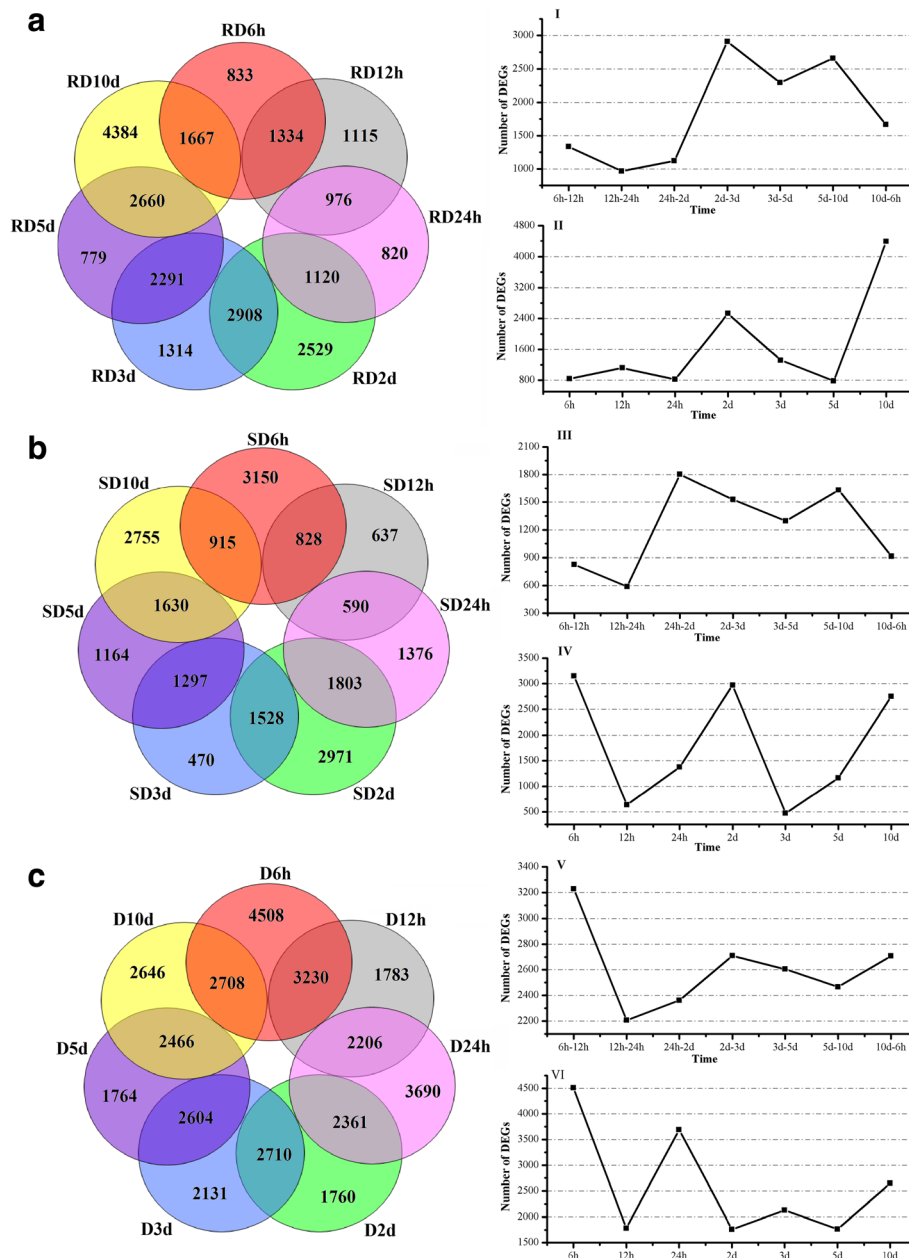 a
RD6h
RD12h
RD24h
RD2d
RD3d
RD5d
RD10d
833
1334
1115
976
820
1120
2529
2908
1314
2291
779
2660
4384
1667
I
Number of DEGs
3000
2500
2000
1500
1000
6h-12h 12h-24h 24h-2d 2d-3d 3d-5d 5d-10d 10d-6h
Time
II
Number of DEGs
4800
4000
3200
2400
1600
800
6h 12h 24h 2d 3d 5d 10d
Time
b
SD6h
SD12h
SD24h
SD2d
SD3d
SD5d
SD10d
3150
828
637
590
1376
1803
2971
1528
470
1297
1164
1630
2755
915
III
Number of DEGs
2100
1800
1500
1200
900
600
300
6h-12h 12h-24h 24h-2d 2d-3d 3d-5d 5d-10d 10d-6h
Time
IV
Number of DEGs
3500
3000
2500
2000
1500
1000
500
6h 12h 24h 2d 3d 5d 10d
Time
c
D6h
D12h
D24h
D2d
D3d
D5d
D10d
4508
3230
1783
2206
3690
2361
1760
2710
2131
2604
1764
2466
2646
2708
V
Number of DEGs
3400
3200
3000
2800
2600
2400
2200
6h-12h 12h-24h 24h-2d 2d-3d 3d-5d 5d-10d 10d-6h
Time
VI
Number of DEGs
4500
4000
3500
3000
2500
2000
1500
6h 12h 24h 2d 3d 5d 10d
Time